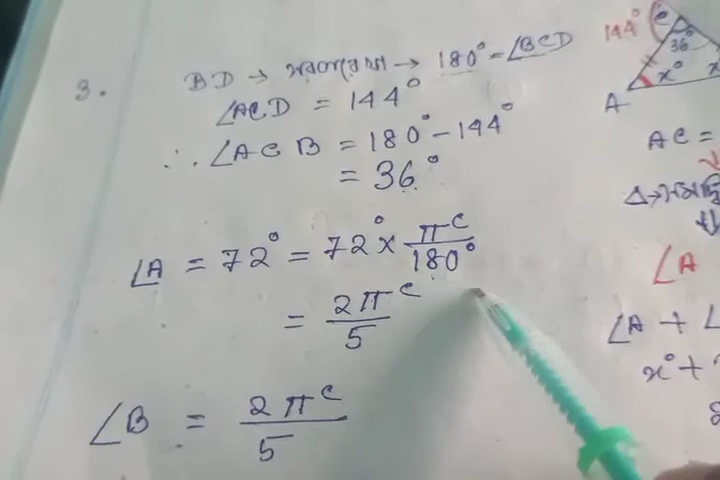 3. BD → সরলরেখা → 180° = ∠BCD
∠ACD = 144°
∴ ∠ACB = 180° - 144°
= 36°
∠A = 72° = 72° × π^c/180°
= 2π^c/5
∠B = 2π^c/5
144°
36°
x°
A
AC =
∠A
∠A +
x° +